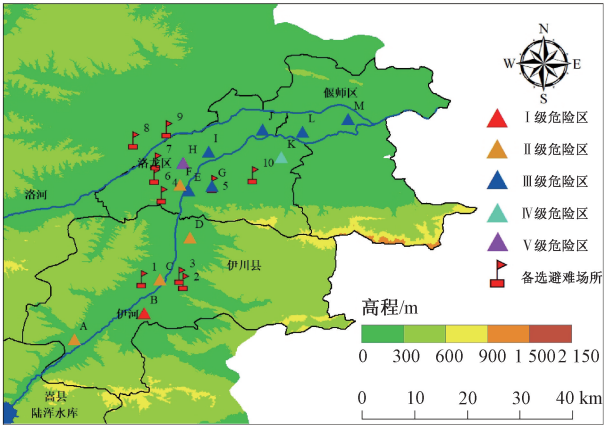 N
W E
S
偃师区
M
L
J
K
I
H
9
8
7
洛龙区
6
F
E
4
G
5
10
洛河
D
伊川县
1
C
3
2
B
伊河
A
嵩县
陆浑水库
Ⅰ级危险区
Ⅱ级危险区
Ⅲ级危险区
Ⅳ级危险区
Ⅴ级危险区
备选避难场所
高程/m
0 300 600 900 1 500 2 150
0 10 20 30 40 km